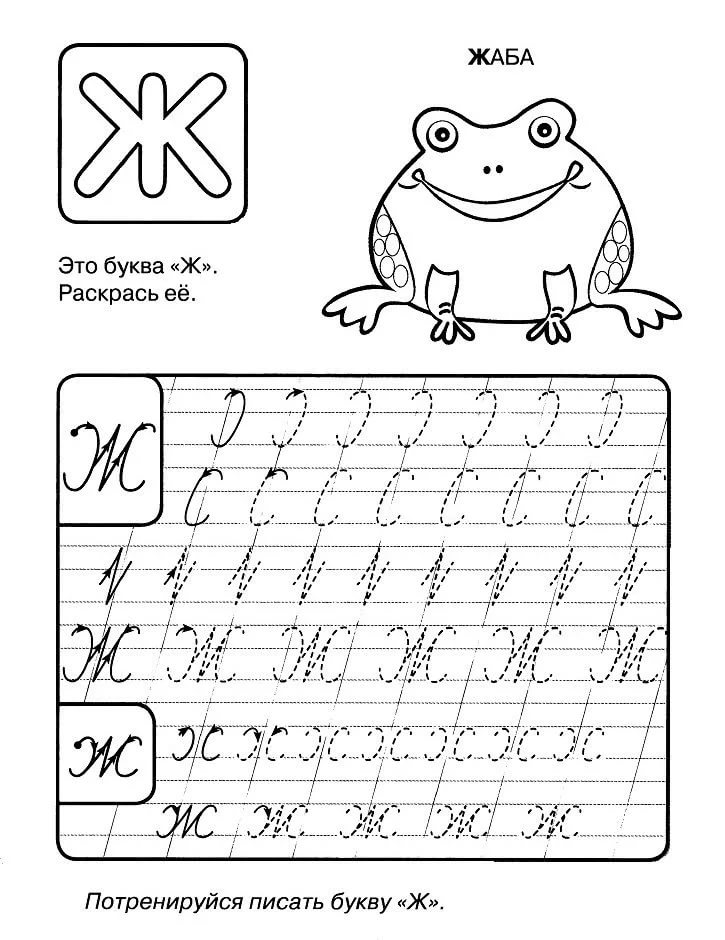 Ж
ЖАБА
Это буква «Ж».
Раскрась её.
Ж
Ж Ж Ж Ж Ж Ж
ж
ж ж ж ж ж
Потренируйся писать букву «Ж».